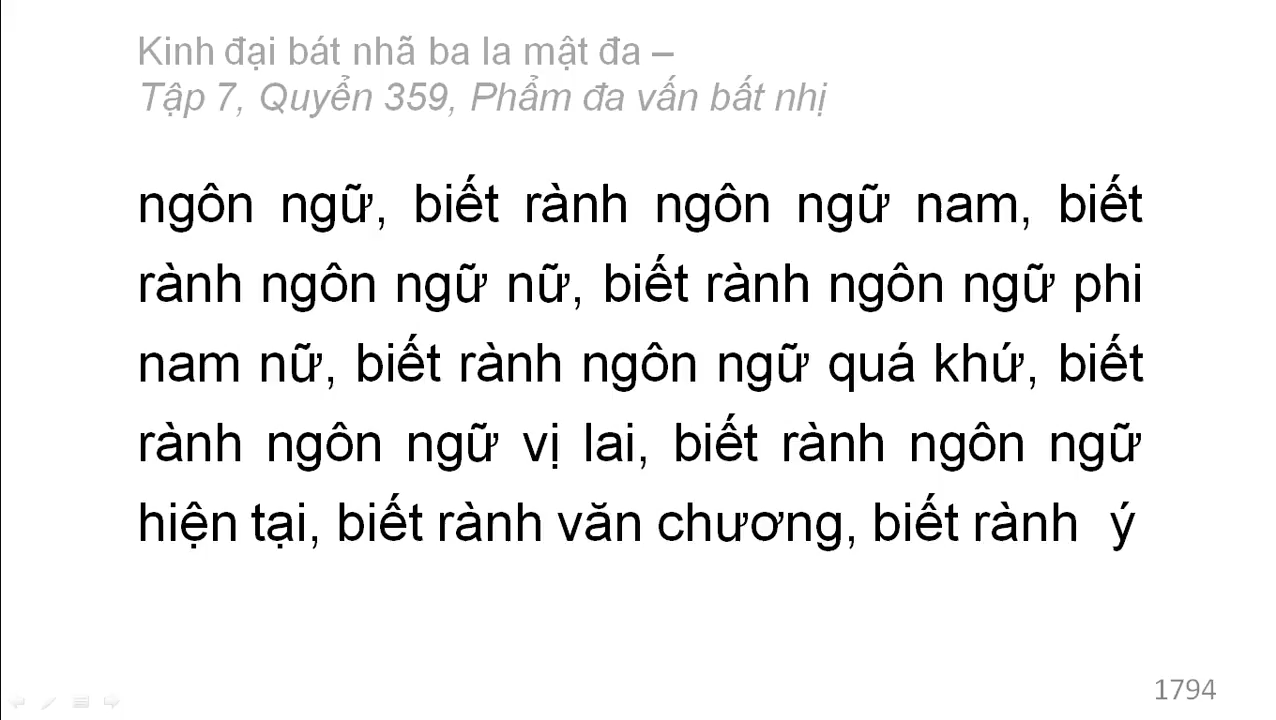 Kinh đại bát nhã ba la mật đa –
Tập 7, Quyển 359, Phẩm đa vấn bất nhị
ngôn ngữ, biết rành ngôn ngữ nam, biết
rành ngôn ngữ nữ, biết rành ngôn ngữ phi
nam nữ, biết rành ngôn ngữ quá khứ, biết
rành ngôn ngữ vị lai, biết rành ngôn ngữ
hiện tại, biết rành văn chương, biết rành ý
1794